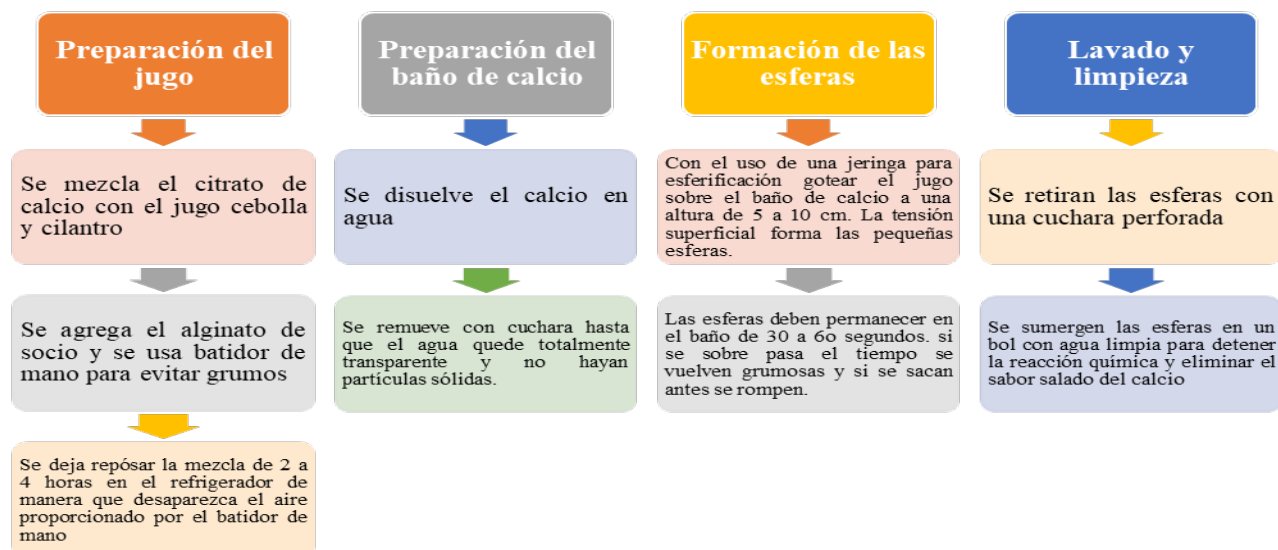 Preparación del
jugo
Se mezcla el citrato de
calcio con el jugo cebolla
y cilantro
Se agrega el alginato de
socio y se usa batidor de
mano para evitar grumos
Se deja repósar la mezcla de 2 a
4 horas en el refrigerador de
manera que desaparezca el aire
proporcionado por el batidor de
mano
Preparación del
baño de calcio
Se disuelve el calcio en
agua
Se remueve con cuchara hasta
que el agua quede totalmente
transparente y no hayan
partículas sólidas.
Formación de las
esferas
Con el uso de una jeringa para
esferificación gotear el jugo
sobre el baño de calcio a una
altura de 5 a 10 cm. La tensión
superficial forma las pequeñas
esferas.
Las esferas deben permanecer en
el baño de 30 a 6o segundos. si
se sobre pasa el tiempo se
vuelven grumosas y si se sacan
antes se rompen.
Lavado y
limpieza
Se retiran las esferas con
una cuchara perforada
Se sumergen las esferas en un
bol con agua limpia para detener
la reacción química y eliminar el
sabor salado del calcio